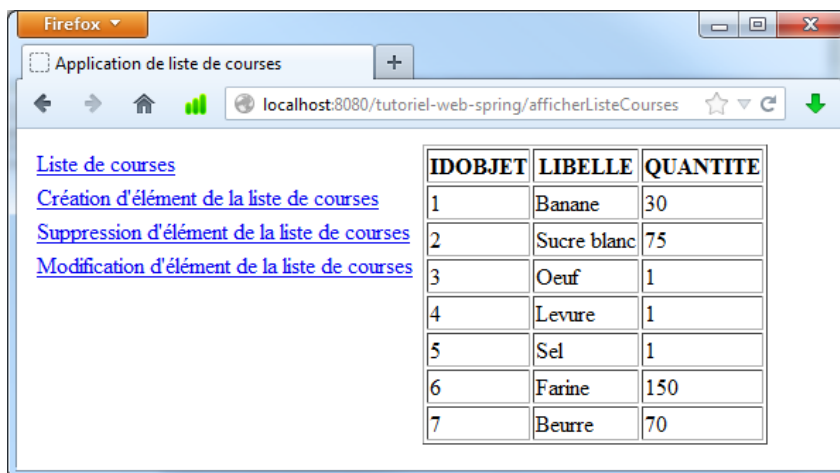 Firefox
Application de liste de courses
localhost:8080/tutoriel-web-spring/afficherListeCourses
Liste de courses
Création d'élément de la liste de courses
Suppression d'élément de la liste de courses
Modification d'élément de la liste de courses
IDOBJET LIBELLE QUANTITE
1 Banane 30
2 Sucre blanc 75
3 Oeuf 1
4 Levure 1
5 Sel 1
6 Farine 150
7 Beurre 70